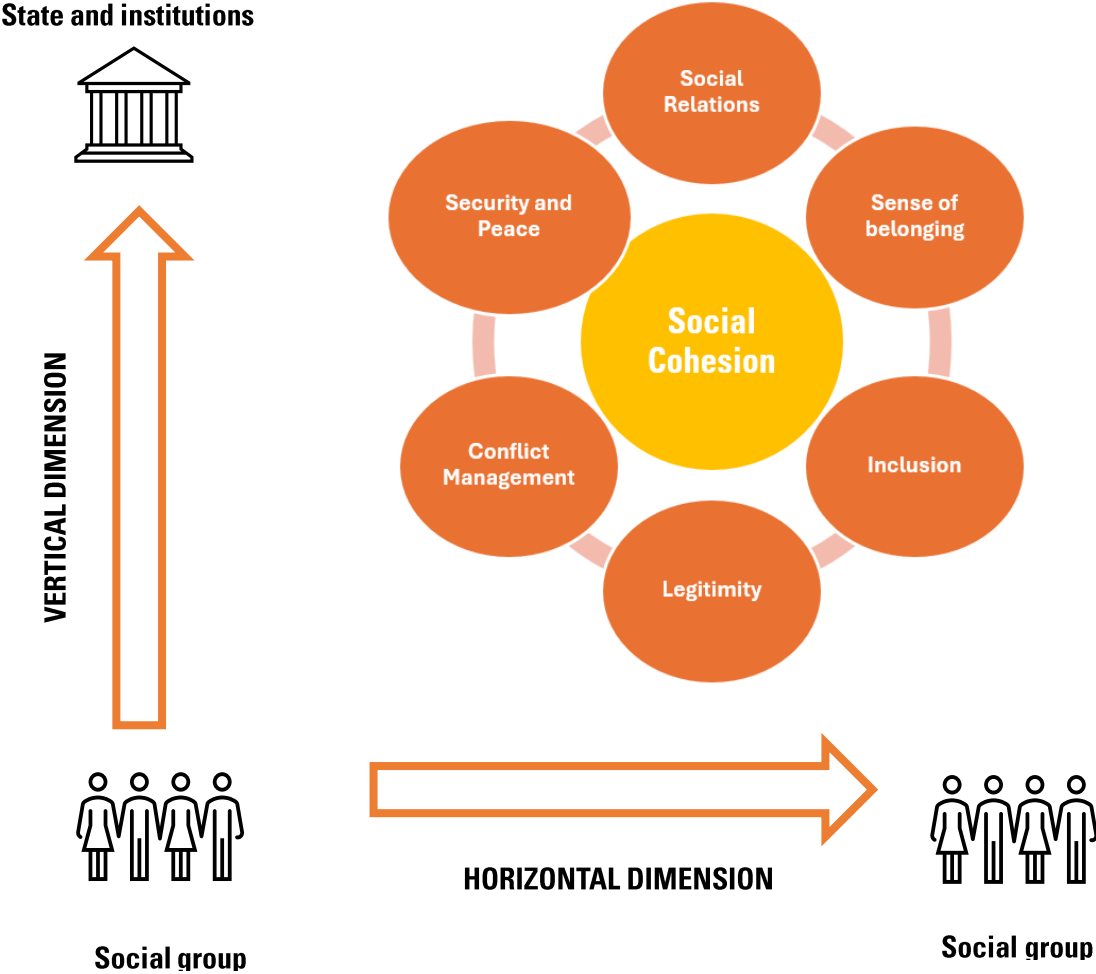 State and institutions
Social
Relations
Security and
Peace
Sense of
belonging
Social
Cohesion
VERTICAL DIMENSION
Conflict
Management
Inclusion
Legitimity
HORIZONTAL DIMENSION
Social group
Social group